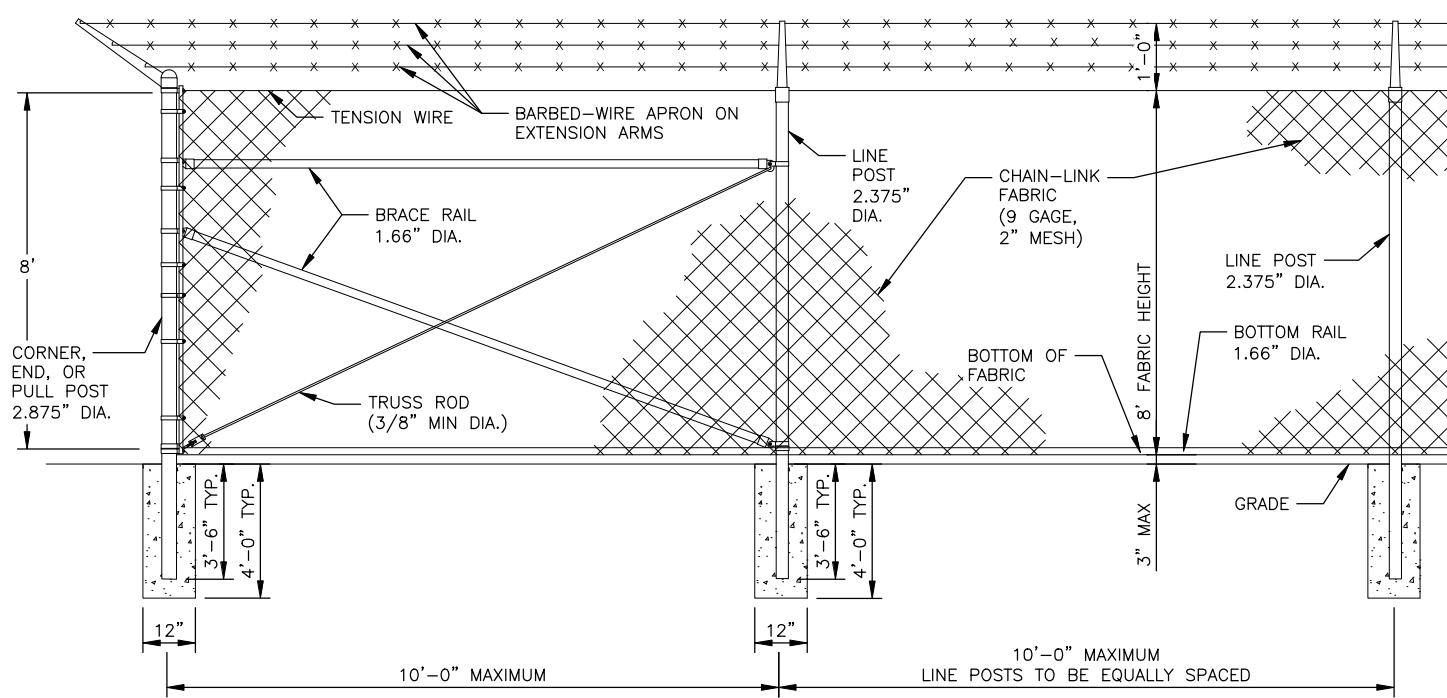 1'-0"
TENSION WIRE
BARBED-WIRE APRON ON
EXTENSION ARMS
LINE
POST
2.375"
DIA.
CHAIN-LINK
FABRIC
(9 GAGE,
2" MESH)
BRACE RAIL
1.66" DIA.
8'
LINE POST
2.375" DIA.
8' FABRIC HEIGHT
BOTTOM RAIL
1.66" DIA.
CORNER,
END, OR
PULL POST
2.875" DIA.
BOTTOM OF
FABRIC
TRUSS ROD
(3/8" MIN DIA.)
3'-6" TYP.
4'-0" TYP.
3'-6" TYP.
4'-0" TYP.
3" MAX
GRADE
12"
12"
10'-0" MAXIMUM
10'-0" MAXIMUM
LINE POSTS TO BE EQUALLY SPACED